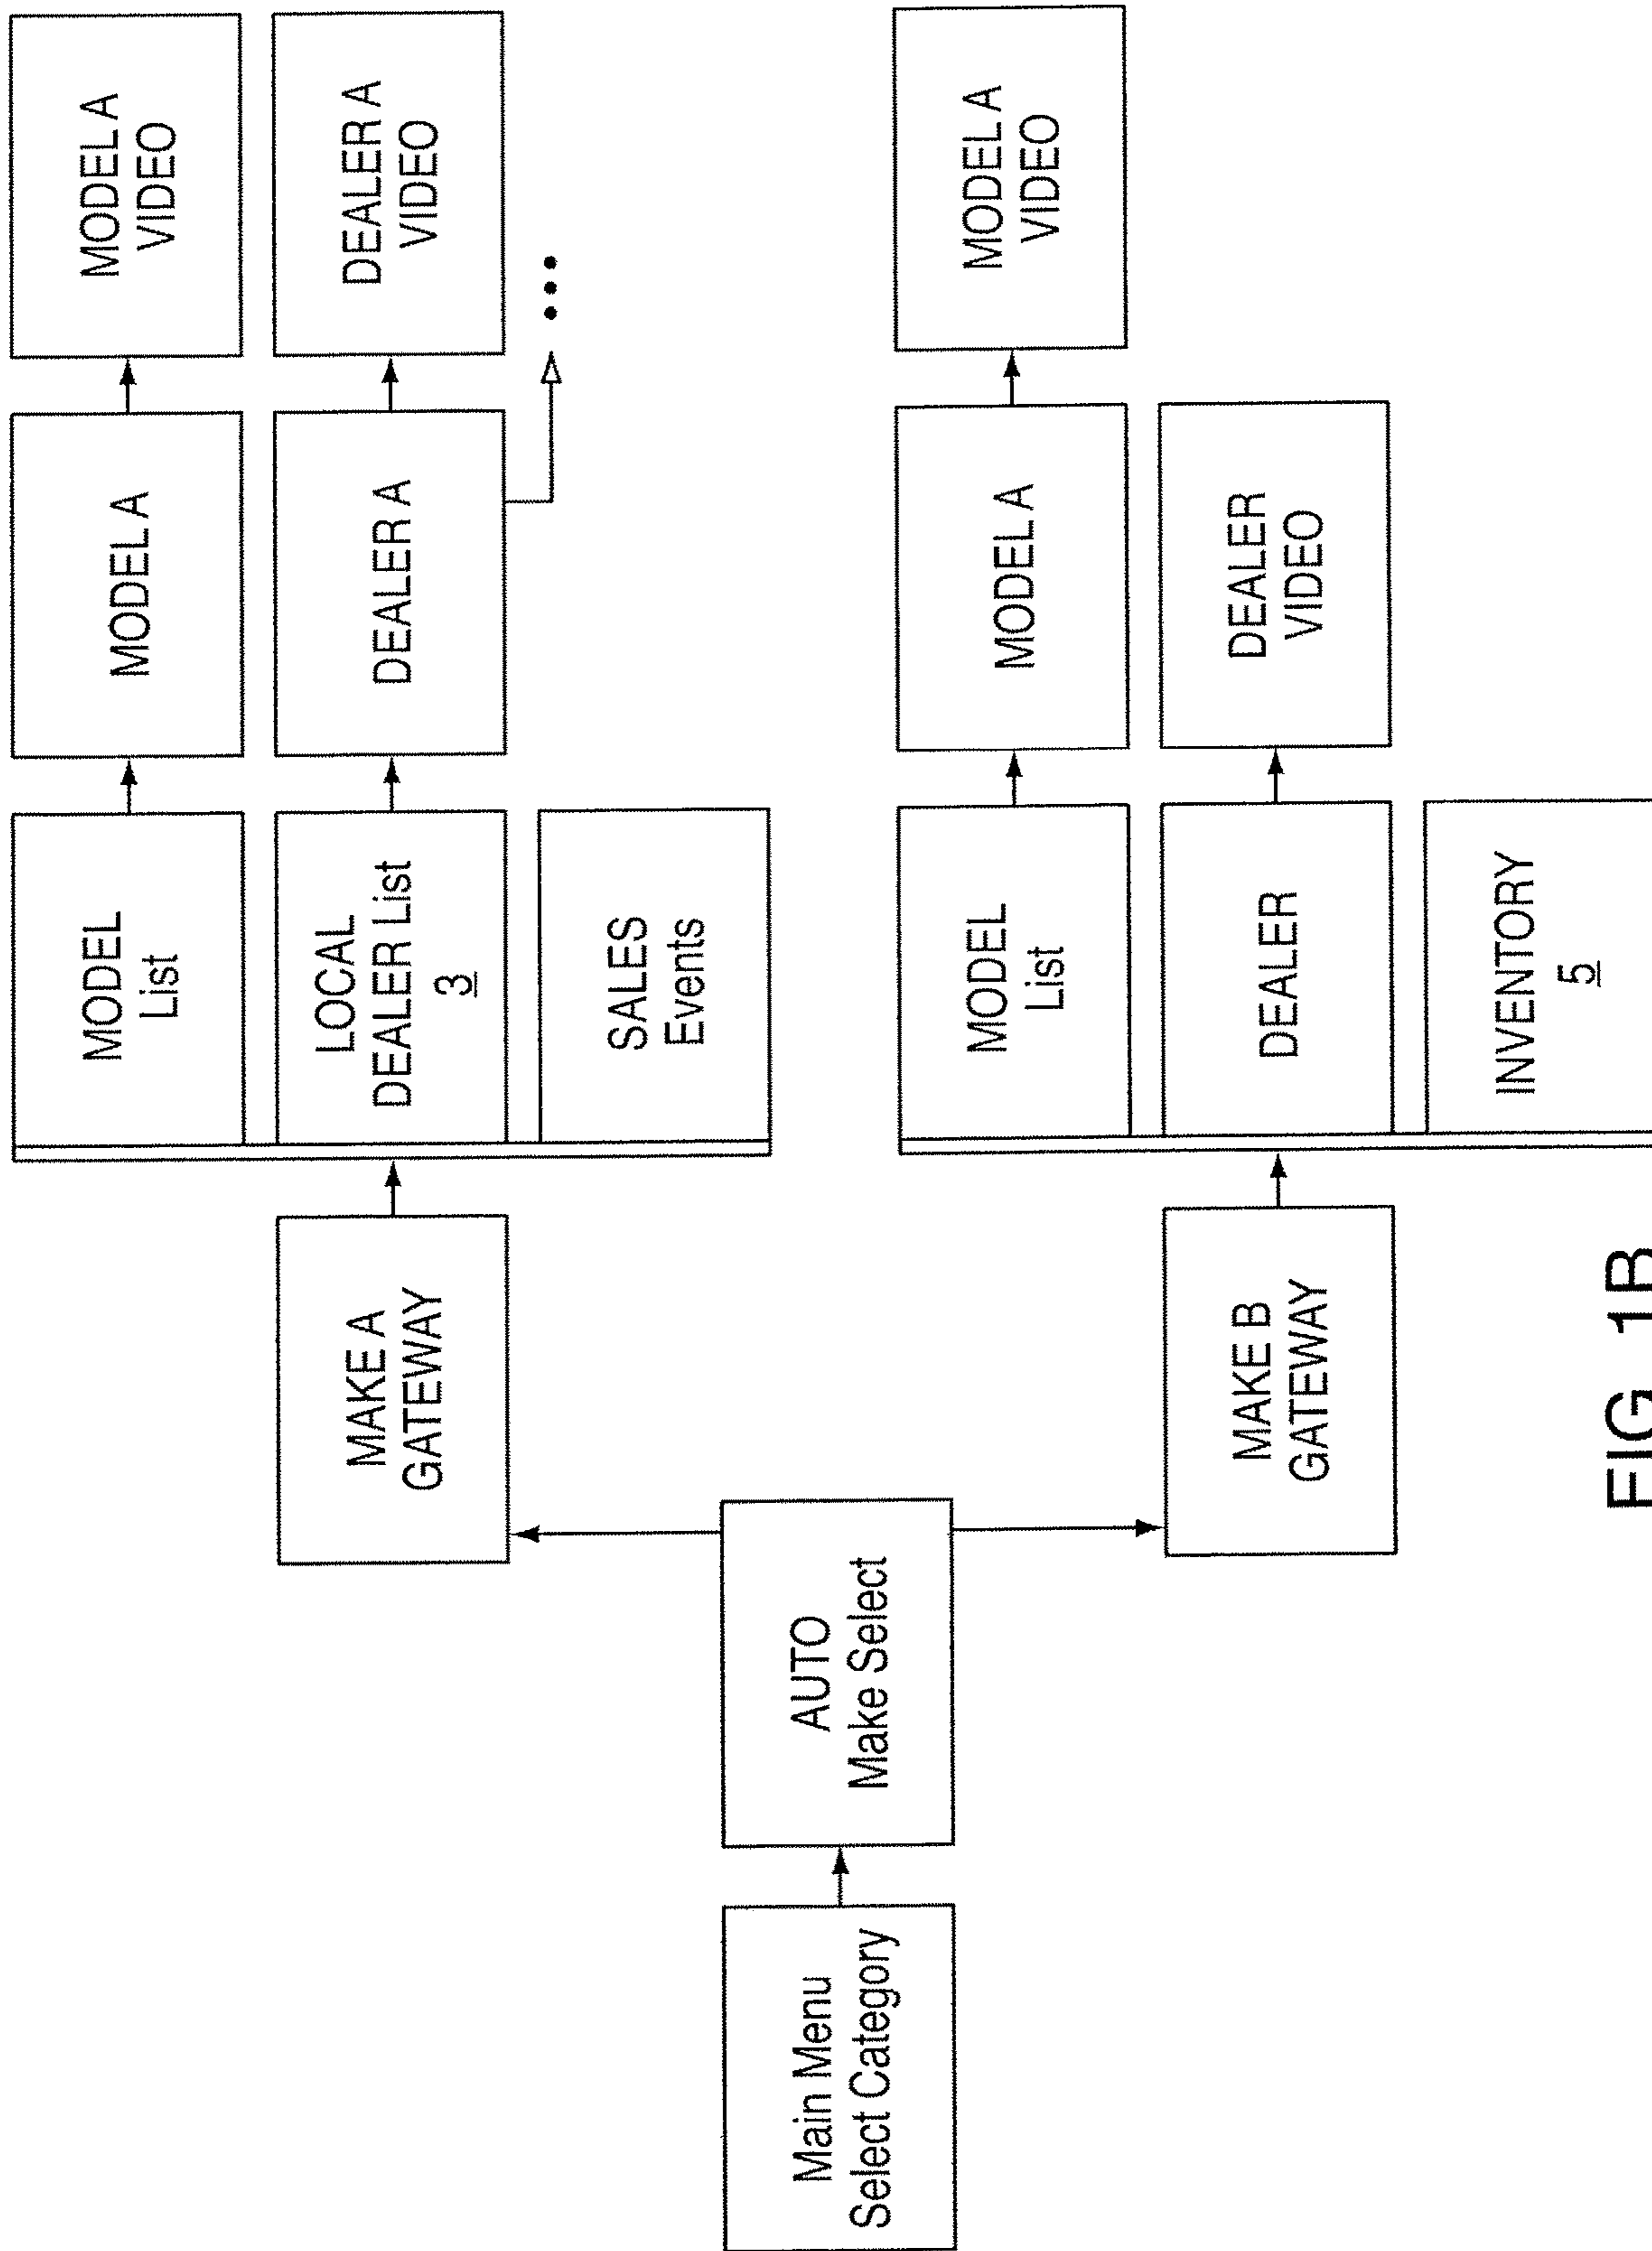 Main Menu
Select Category
AUTO
Make Select
MAKE A
GATEWAY
MODEL
List
MODEL A
MODEL A
VIDEO
LOCAL
DEALER List
3
DEALER A
DEALER A
VIDEO
SALES
Events
MAKE B
GATEWAY
MODEL
List
MODEL A
MODEL A
VIDEO
DEALER
DEALER
VIDEO
INVENTORY
5
FIG. 1B